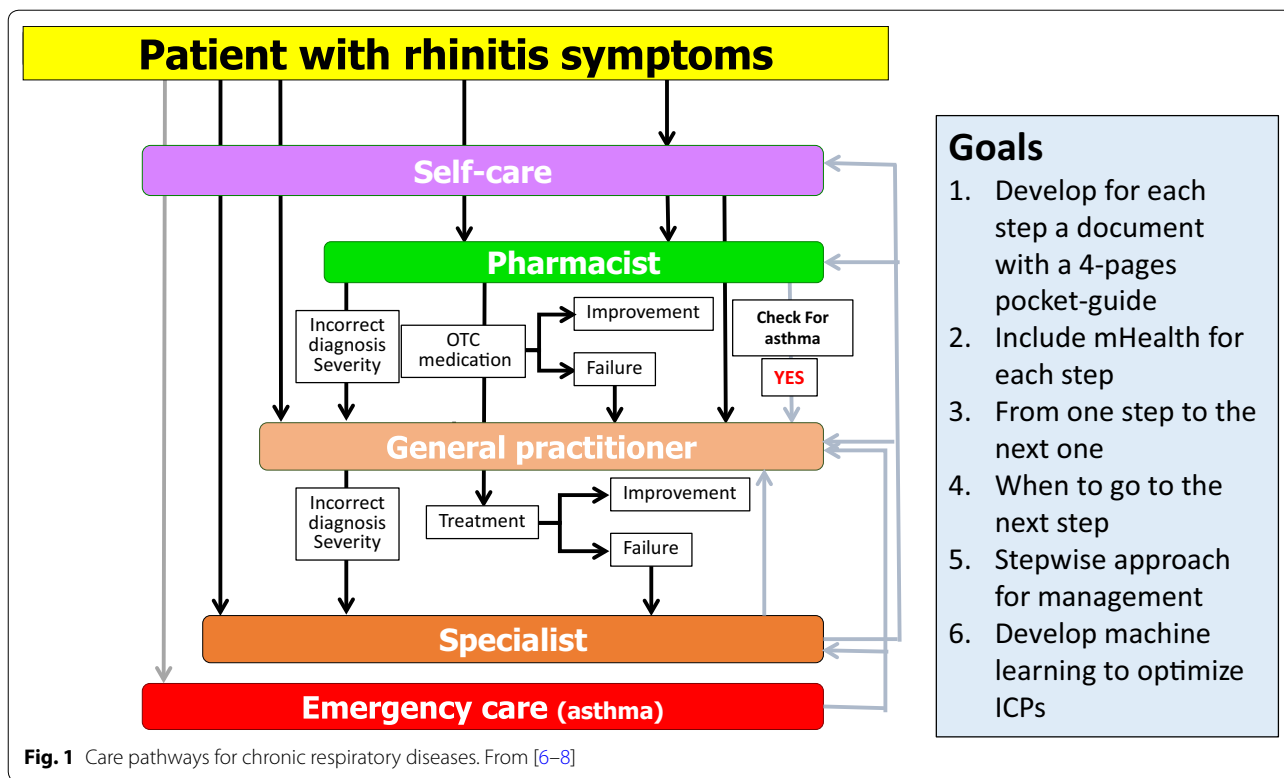 Patient with rhinitis symptoms
Self-care
Pharmacist
Incorrect
diagnosis
Severity
OTC
medication
Improvement
Failure
Check For
asthma
YES
General practitioner
Incorrect
diagnosis
Severity
Treatment
Improvement
Failure
Specialist
Emergency care (asthma)
Goals
1. Develop for each
step a document
with a 4-pages
pocket-guide
2. Include mHealth for
each step
3. From one step to the
next one
4. When to go to the
next step
5. Stepwise approach
for management
6. Develop machine
learning to optimize
ICPs
Fig. 1 Care pathways for chronic respiratory diseases. From [6–8]